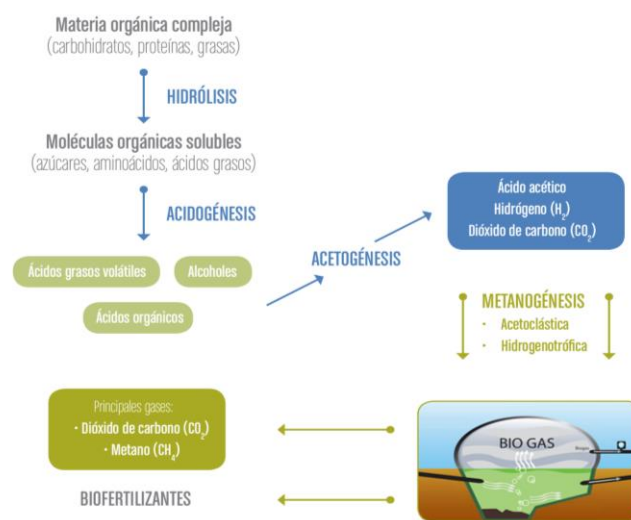 Materia orgánica compleja
(carbohidratos, proteínas, grasas)
HIDRÓLISIS
Moléculas orgánicas solubles
(azúcares, aminoácidos, ácidos grasos)
ACIDOGÉNESIS
Ácidos grasos volátiles
Alcoholes
Ácidos orgánicos
ACETOGÉNESIS
Ácido acético
Hidrógeno (H₂)
Dióxido de carbono (CO₂)
METANOGÉNESIS
· Acetoclástica
· Hidrogenotrófica
BIO GAS
Biogas
Principales gases:
· Dióxido de carbono (CO₂)
· Metano (CH₄)
BIOFERTILIZANTES